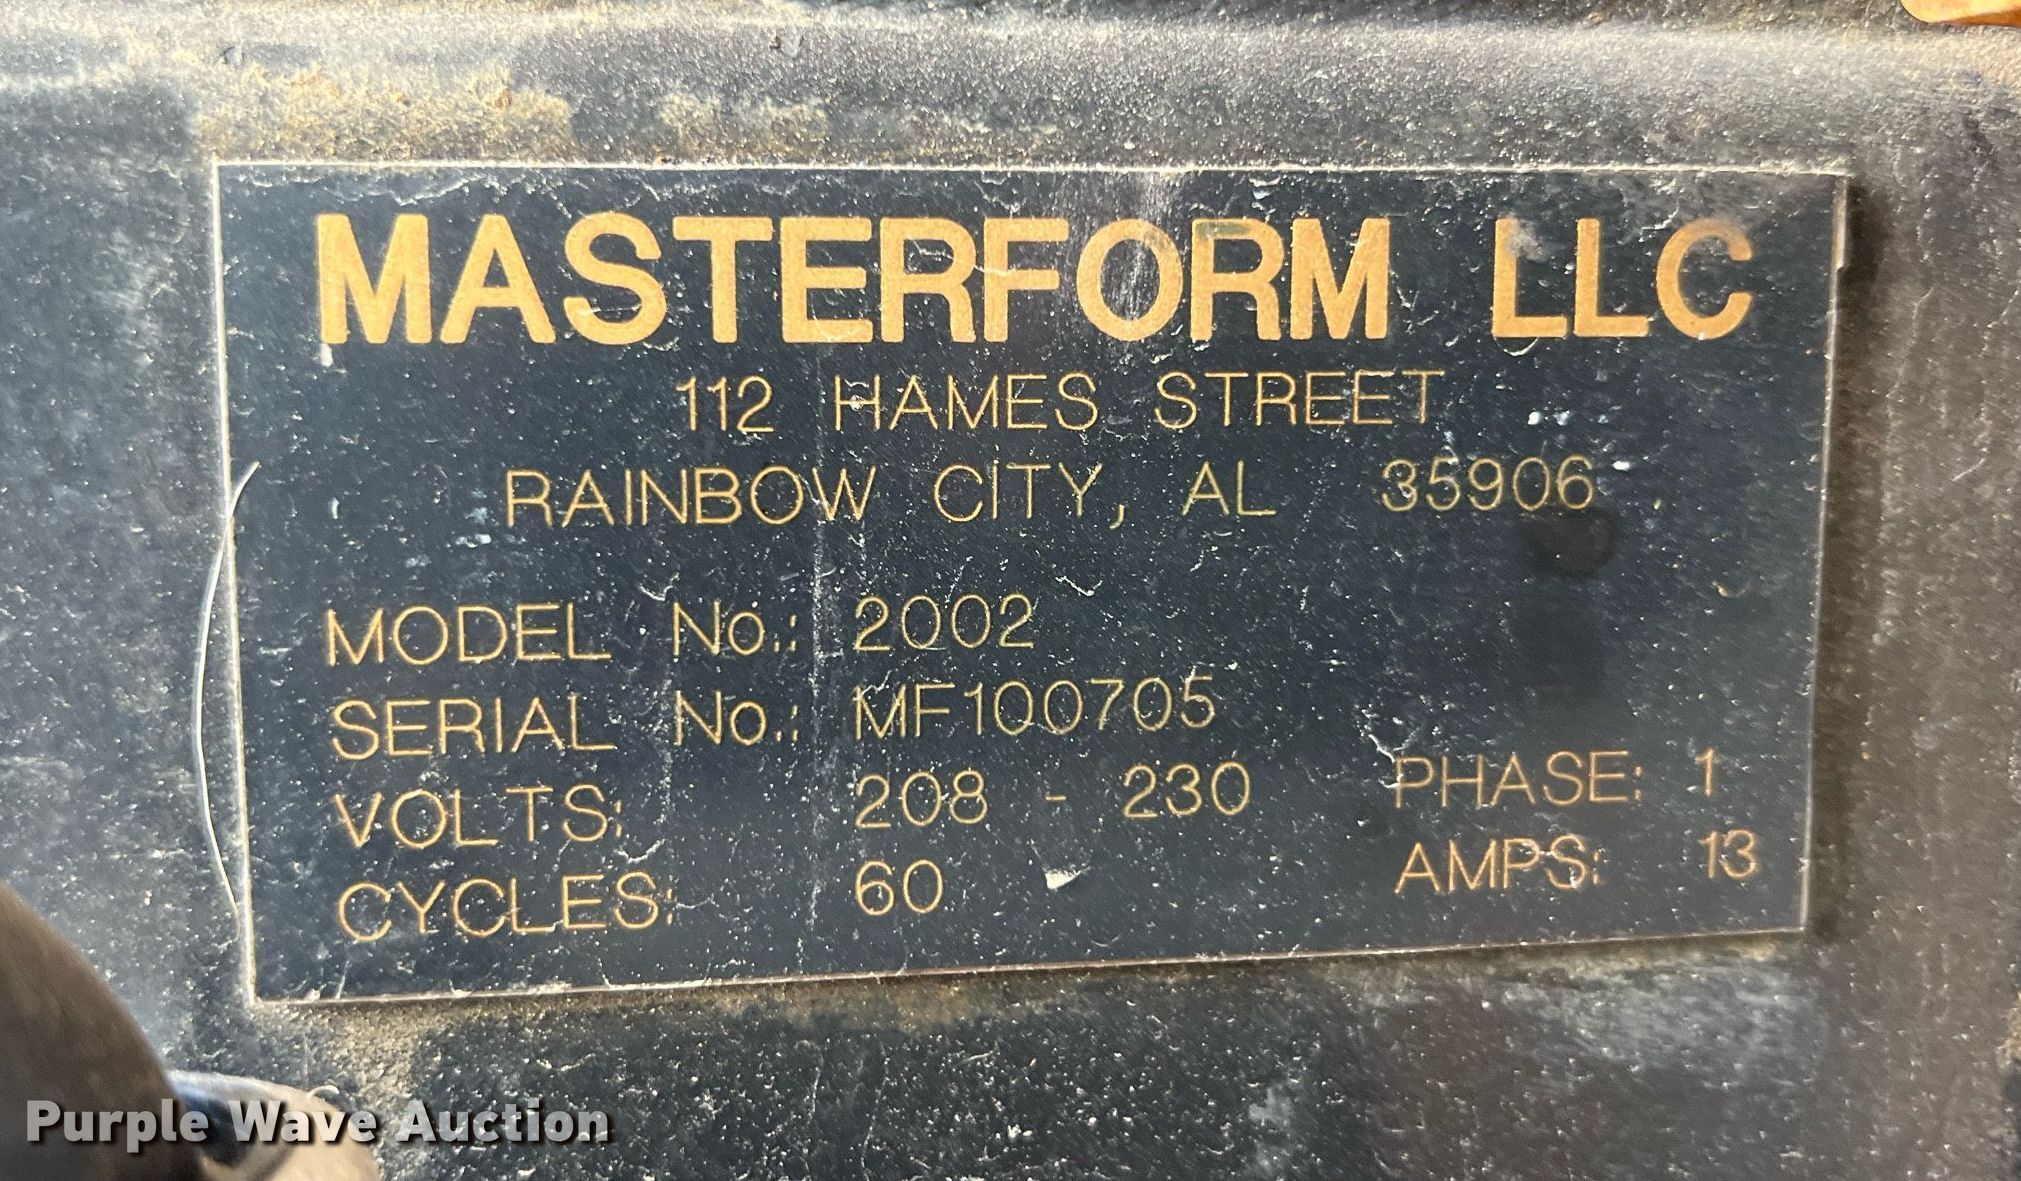 MASTERFORM LLC
112 HAMES STREET
RAINBOW CITY, AL 35906
MODEL No.: 2002
SERIAL No.: MF100705
VOLTS: 208 - 230 PHASE: 1
CYCLES: 60 AMPS: 13
Purple Wave Auction